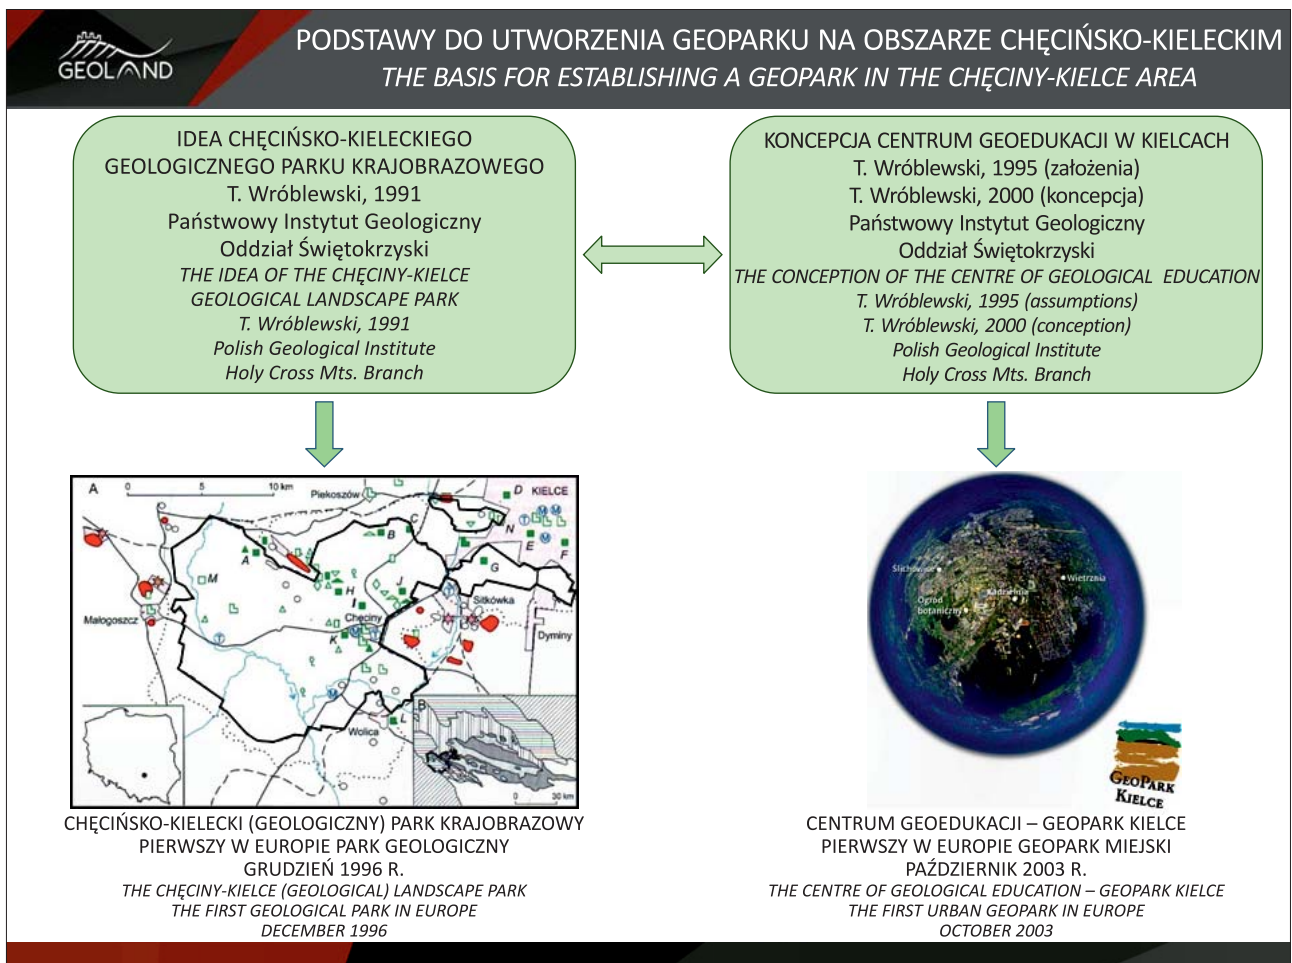 GEOLAND
PODSTAWY DO UTWORZENIA GEOPARKU NA OBSZARZE CHĘCIŃSKO-KIELECKIM
THE BASIS FOR ESTABLISHING A GEOPARK IN THE CHĘCINY-KIELCE AREA
IDEA CHĘCIŃSKO-KIELECKIEGO
GEOLOGICZNEGO PARKU KRAJOBRAZOWEGO
T. Wróblewski, 1991
Państwowy Instytut Geologiczny
Oddział Świętokrzyski
THE IDEA OF THE CHĘCINY-KIELCE
GEOLOGICAL LANDSCAPE PARK
T. Wróblewski, 1991
Polish Geological Institute
Holy Cross Mts. Branch
KONCEPCJA CENTRUM GEOEDUKACJI W KIELCACH
T. Wróblewski, 1995 (założenia)
T. Wróblewski, 2000 (koncepcja)
Państwowy Instytut Geologiczny
Oddział Świętokrzyski
THE CONCEPTION OF THE CENTRE OF GEOLOGICAL EDUCATION
T. Wróblewski, 1995 (assumptions)
T. Wróblewski, 2000 (conception)
Polish Geological Institute
Holy Cross Mts. Branch
A
0 5 10 km
Piekoszów
D KIELCE
M M
T
C
N
B
E M F
A
G
M
H
J
I
T
Sitkówka
Małogoszcz
Chęciny
M T
T
K
Dyminy
M
L
Wolica
B
0 30 km
Ślichowice
Wietrznia
Kadzielnia
Ogród
botaniczny
GEOPARK
KIELCE
CHĘCIŃSKO-KIELECKI (GEOLOGICZNY) PARK KRAJOBRAZOWY
PIERWSZY W EUROPIE PARK GEOLOGICZNY
GRUDZIEŃ 1996 R.
THE CHĘCINY-KIELCE (GEOLOGICAL) LANDSCAPE PARK
THE FIRST GEOLOGICAL PARK IN EUROPE
DECEMBER 1996
CENTRUM GEOEDUKACJI – GEOPARK KIELCE
PIERWSZY W EUROPIE GEOPARK MIEJSKI
PAŹDZIERNIK 2003 R.
THE CENTRE OF GEOLOGICAL EDUCATION – GEOPARK KIELCE
THE FIRST URBAN GEOPARK IN EUROPE
OCTOBER 2003